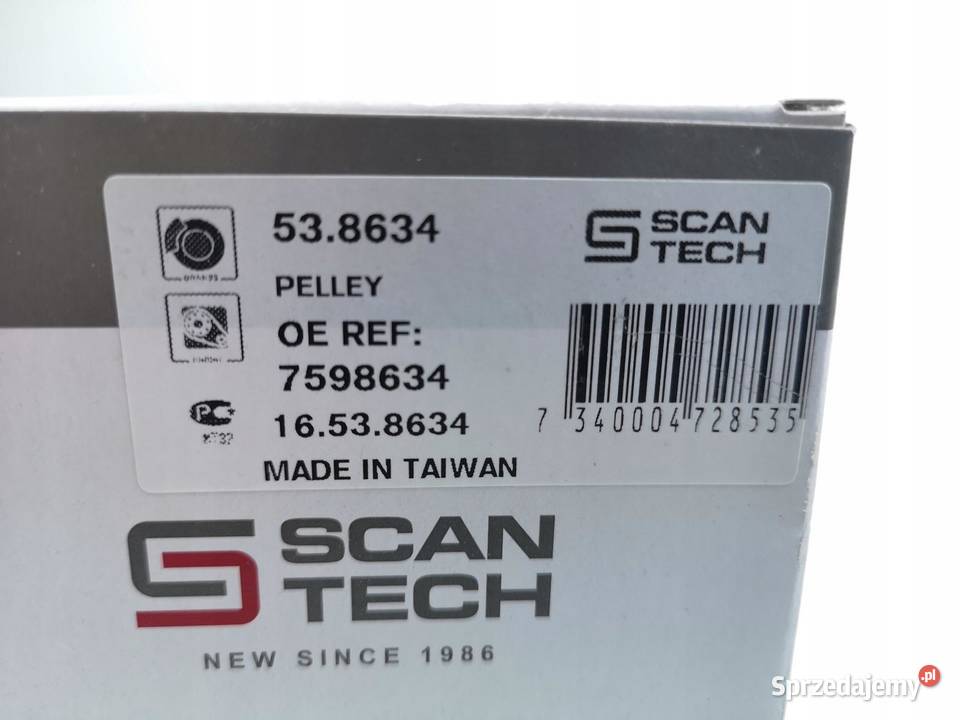 53.8634
PELLEY
OE REF:
7598634
16.53.8634
MADE IN TAIWAN
SCAN
TECH
7 340004 728535
SCAN
TECH
NEW SINCE 1986
Sprzedajemy.pl